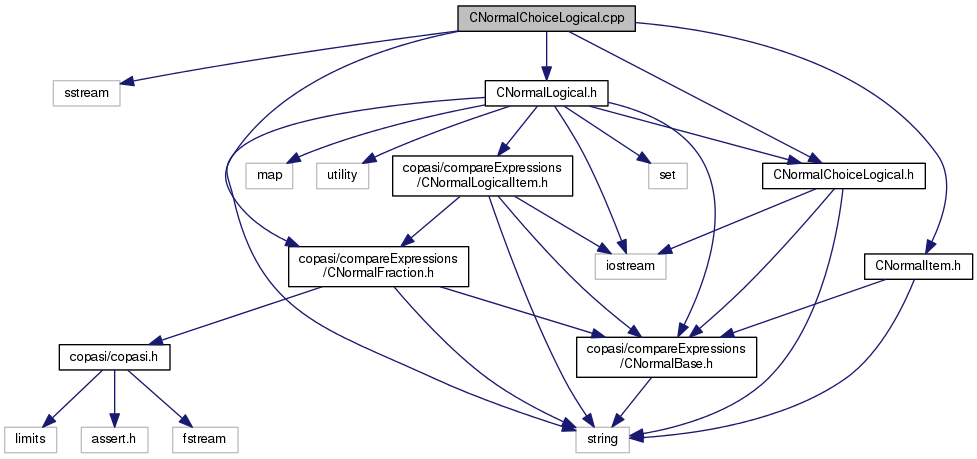 CNormalChoiceLogical.cpp
sstream
CNormalLogical.h
map
utility
copasi/compareExpressions
/CNormalLogicalItem.h
set
CNormalChoiceLogical.h
copasi/compareExpressions
/CNormalFraction.h
iostream
CNormalItem.h
copasi/copasi.h
copasi/compareExpressions
/CNormalBase.h
limits
assert.h
fstream
string